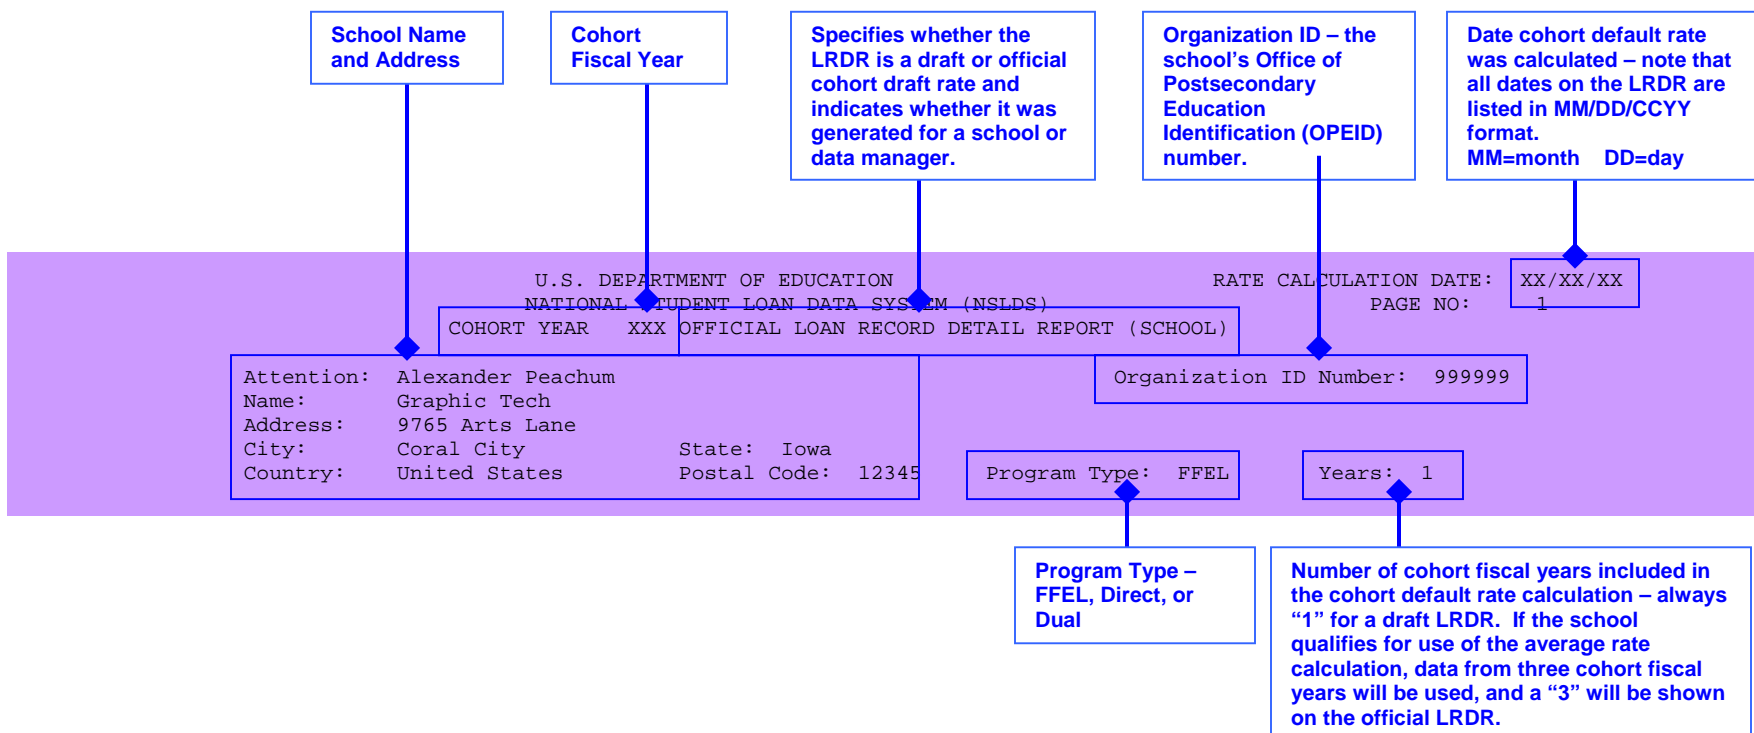 School Name
and Address
Cohort
Fiscal Year
Specifies whether the
LRDR is a draft or official
cohort draft rate and
indicates whether it was
generated for a school or
data manager.
Organization ID – the
school’s Office of
Postsecondary
Education
Identification (OPEID)
number.
Date cohort default rate
was calculated – note that
all dates on the LRDR are
listed in MM/DD/CCYY
format.
MM=month DD=day
U.S. DEPARTMENT OF EDUCATION RATE CALCULATION DATE: XX/XX/XX
NATIONAL STUDENT LOAN DATA SYSTEM (NSLDS) PAGE NO: 1
COHORT YEAR XXX OFFICIAL LOAN RECORD DETAIL REPORT (SCHOOL)
Attention: Alexander Peachum Organization ID Number: 999999
Name: Graphic Tech
Address: 9765 Arts Lane
City: Coral City State: Iowa
Country: United States Postal Code: 12345 Program Type: FFEL Years: 1
Program Type –
FFEL, Direct, or
Dual
Number of cohort fiscal years included in
the cohort default rate calculation – always
“1” for a draft LRDR. If the school
qualifies for use of the average rate
calculation, data from three cohort fiscal
years will be used, and a “3” will be shown
on the official LRDR.